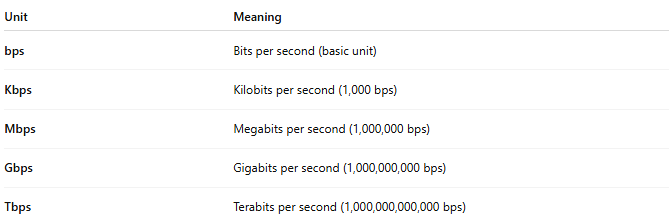 Unit Meaning
bps Bits per second (basic unit)
Kbps Kilobits per second (1,000 bps)
Mbps Megabits per second (1,000,000 bps)
Gbps Gigabits per second (1,000,000,000 bps)
Tbps Terabits per second (1,000,000,000,000 bps)